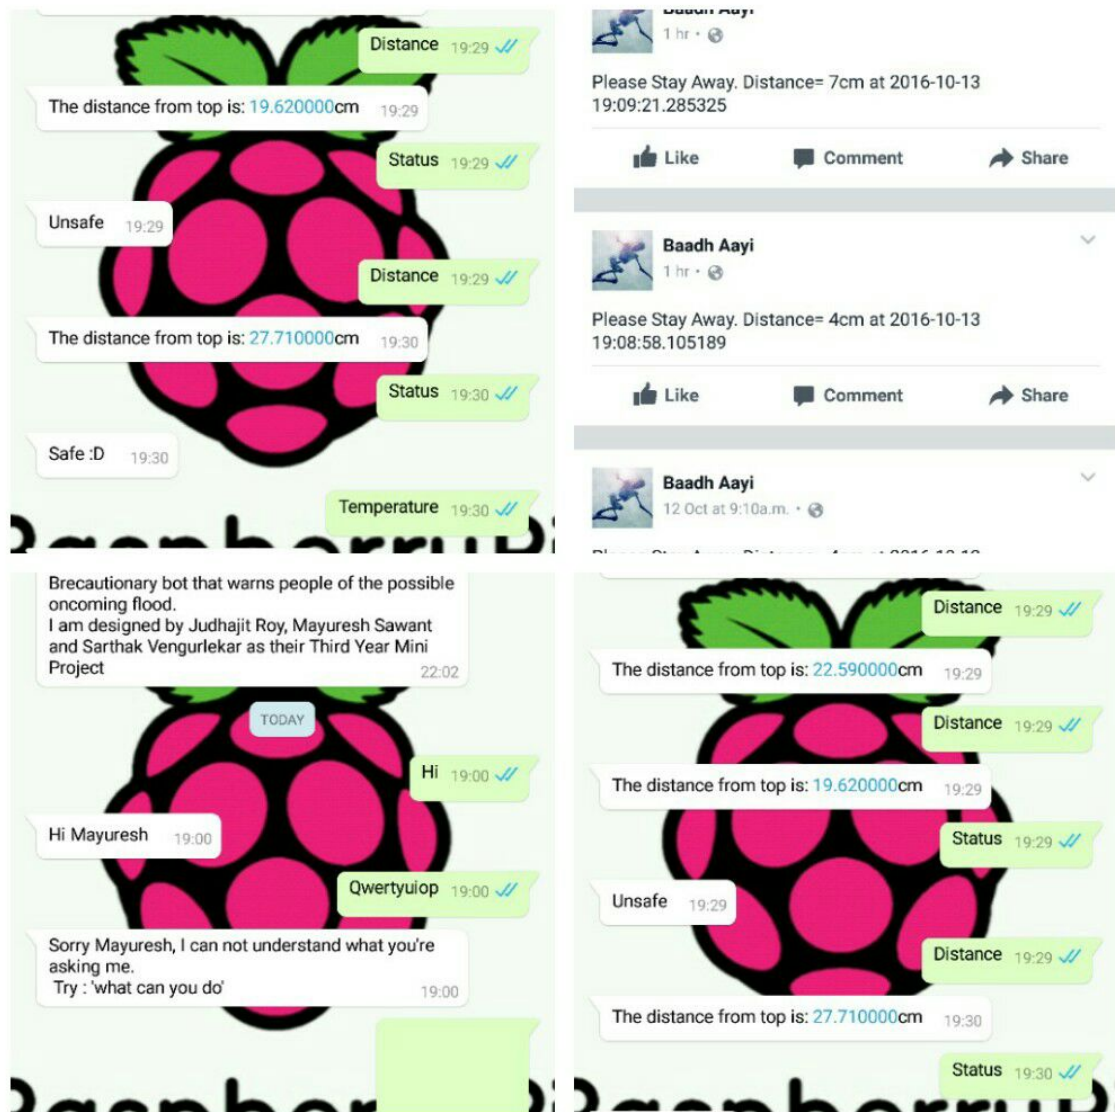 Distance 19:29
The distance from top is: 19.620000cm 19:29
Status 19:29
Unsafe 19:29
Distance 19:29
The distance from top is: 27.710000cm 19:30
Status 19:30
Safe :D 19:30
Temperature 19:30
RaspberryPi
Baadh Aayi
1 hr
Please Stay Away. Distance= 7cm at 2016-10-13
19:09:21.285325
Like Comment Share
Baadh Aayi
1 hr
Please Stay Away. Distance= 4cm at 2016-10-13
19:08:58.105189
Like Comment Share
Baadh Aayi
12 Oct at 9:10a.m.
Brecautionary bot that warns people of the possible
oncoming flood.
I am designed by Judhajit Roy, Mayuresh Sawant
and Sarthak Vengurlekar as their Third Year Mini
Project 22:02
TODAY
Hi 19:00
Hi Mayuresh 19:00
Qwertyuiop 19:00
Sorry Mayuresh, I can not understand what you're
asking me.
Try : 'what can you do' 19:00
Distance 19:29
The distance from top is: 22.590000cm 19:29
Distance 19:29
The distance from top is: 19.620000cm 19:29
Status 19:29
Unsafe 19:29
Distance 19:29
The distance from top is: 27.710000cm 19:30
Status 19:30